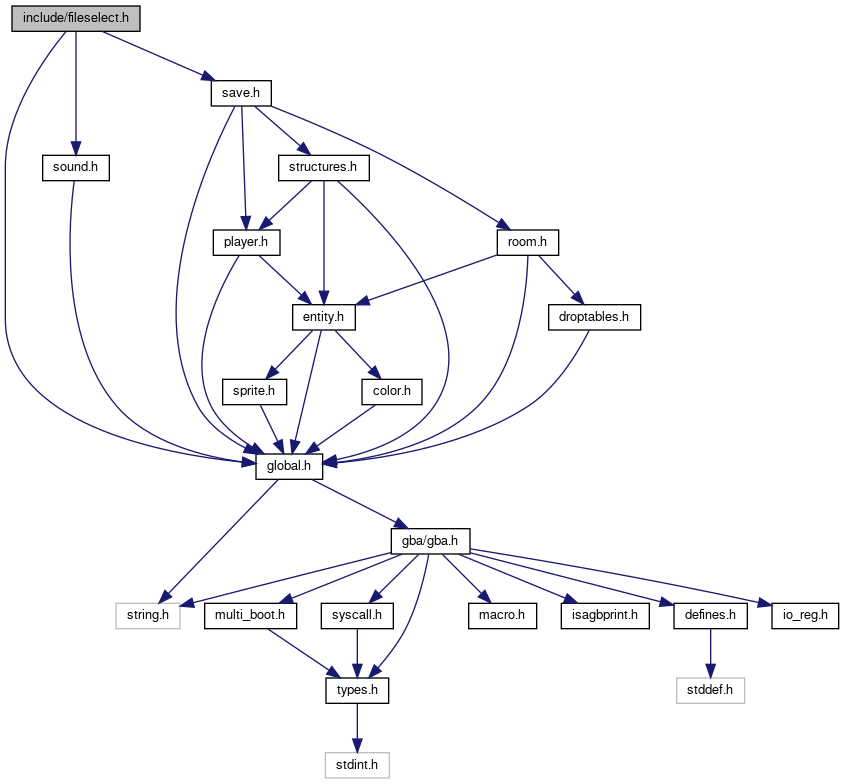 include/fileselect.h
save.h
sound.h
structures.h
player.h
room.h
entity.h
droptables.h
sprite.h
color.h
global.h
gba/gba.h
string.h
multi_boot.h
syscall.h
macro.h
isagbprint.h
defines.h
io_reg.h
types.h
stddef.h
stdint.h